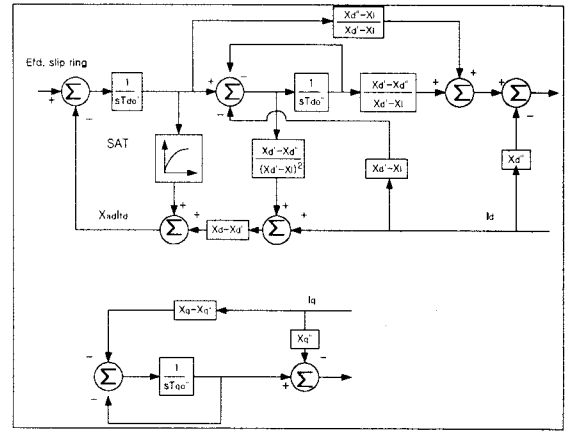 Xd"-Xl
Xd'-Xl
Efd, slip ring
+
Σ
1
sTdo'
+
-
Σ
-
1
sTdo"
Xd'-Xd"
Xd'-Xl
+
+
Σ
+
Σ
-
-
SAT
Xd'-Xd"
(Xd'-Xl)²
Xd'-Xl
Xd"
XadIfd
+
Σ
+
Xd-Xd'
+
Σ
+
Id
Xq-Xq"
Iq
Xq"
-
Σ
-
1
sTqo"
+
Σ
-